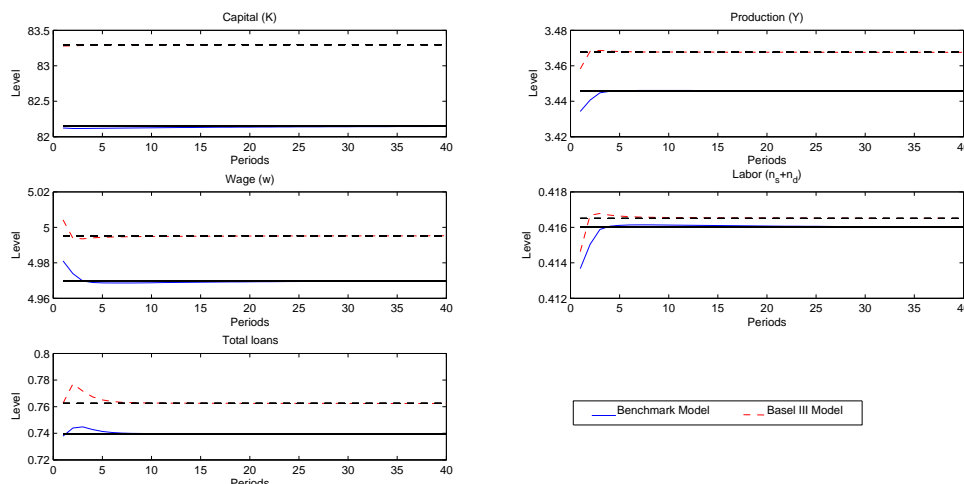 Capital (K)
83.5
83
82.5
82
Level
0 5 10 15 20 25 30 35 40
Periods
Production (Y)
3.48
3.46
3.44
3.42
Level
0 5 10 15 20 25 30 35 40
Periods
Wage (w)
5.02
5
4.98
4.96
Level
0 5 10 15 20 25 30 35 40
Periods
Labor (n_s+n_d)
0.418
0.416
0.414
0.412
Level
0 5 10 15 20 25 30 35 40
Periods
Total loans
0.8
0.78
0.76
0.74
0.72
Level
0 5 10 15 20 25 30 35 40
Periods
Benchmark Model
Basel III Model